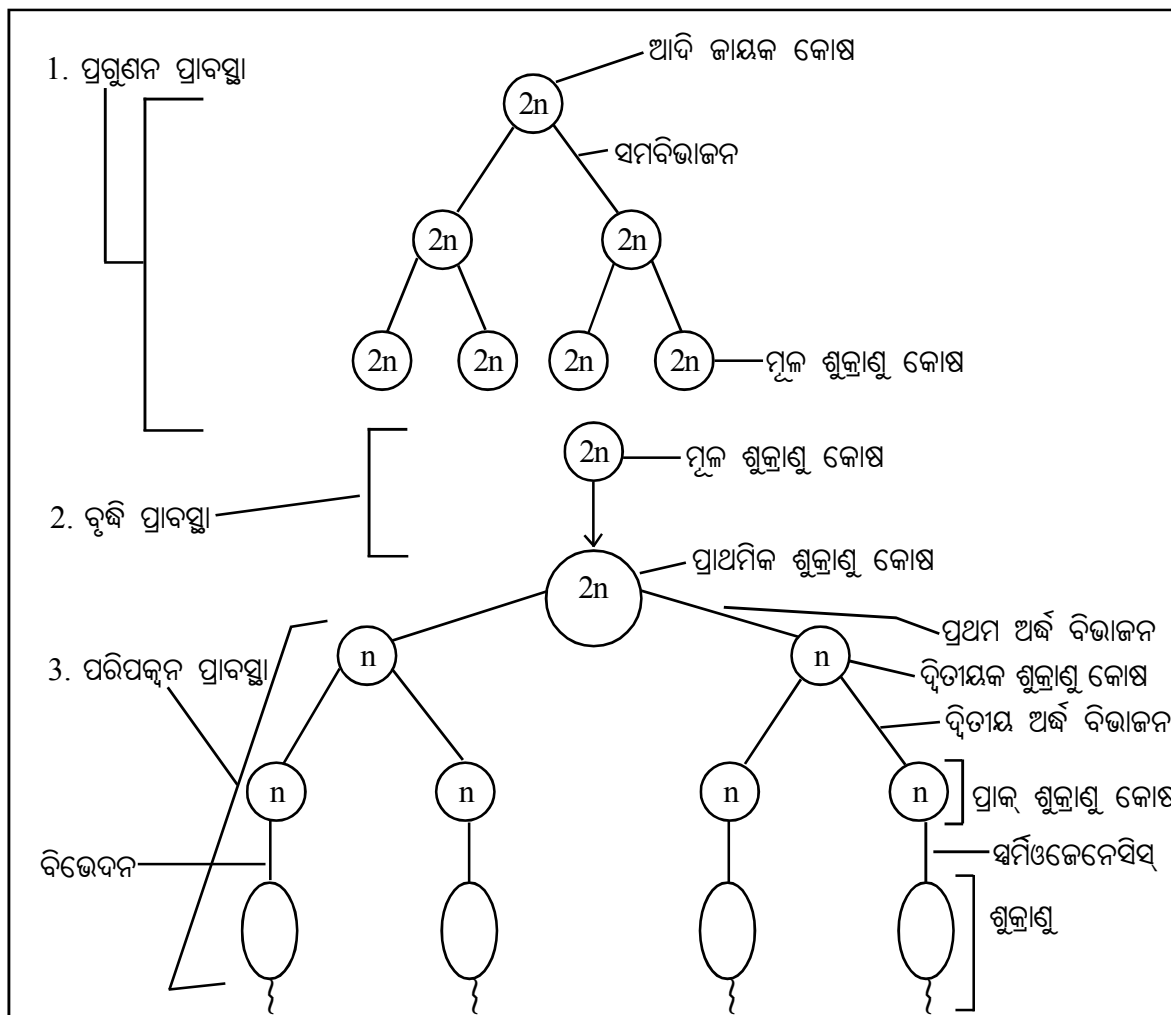 ଆଦି ଜାୟକ କୋଷ
1. ପ୍ରଗୁଣନ ପ୍ରାବସ୍ଥା
2n
ସମବିଭାଜନ
2n 2n
2n 2n 2n 2n ମୂଳ ଶୁକ୍ରାଣୁ କୋଷ
2n ମୂଳ ଶୁକ୍ରାଣୁ କୋଷ
2. ବୃଦ୍ଧି ପ୍ରାବସ୍ଥା
ପ୍ରାଥମିକ ଶୁକ୍ରାଣୁ କୋଷ
2n
ପ୍ରଥମ ଅର୍ଦ୍ଧ ବିଭାଜନ
n n
3. ପରିପକ୍ୱନ ପ୍ରାବସ୍ଥା ଦ୍ୱିତୀୟକ ଶୁକ୍ରାଣୁ କୋଷ
ଦ୍ୱିତୀୟ ଅର୍ଦ୍ଧ ବିଭାଜନ
n n n n ପ୍ରାକ୍ ଶୁକ୍ରାଣୁ କୋଷ
ବିଭେଦନ ସ୍ପର୍ମିଓଜେନେସିସ୍
ଶୁକ୍ରାଣୁ